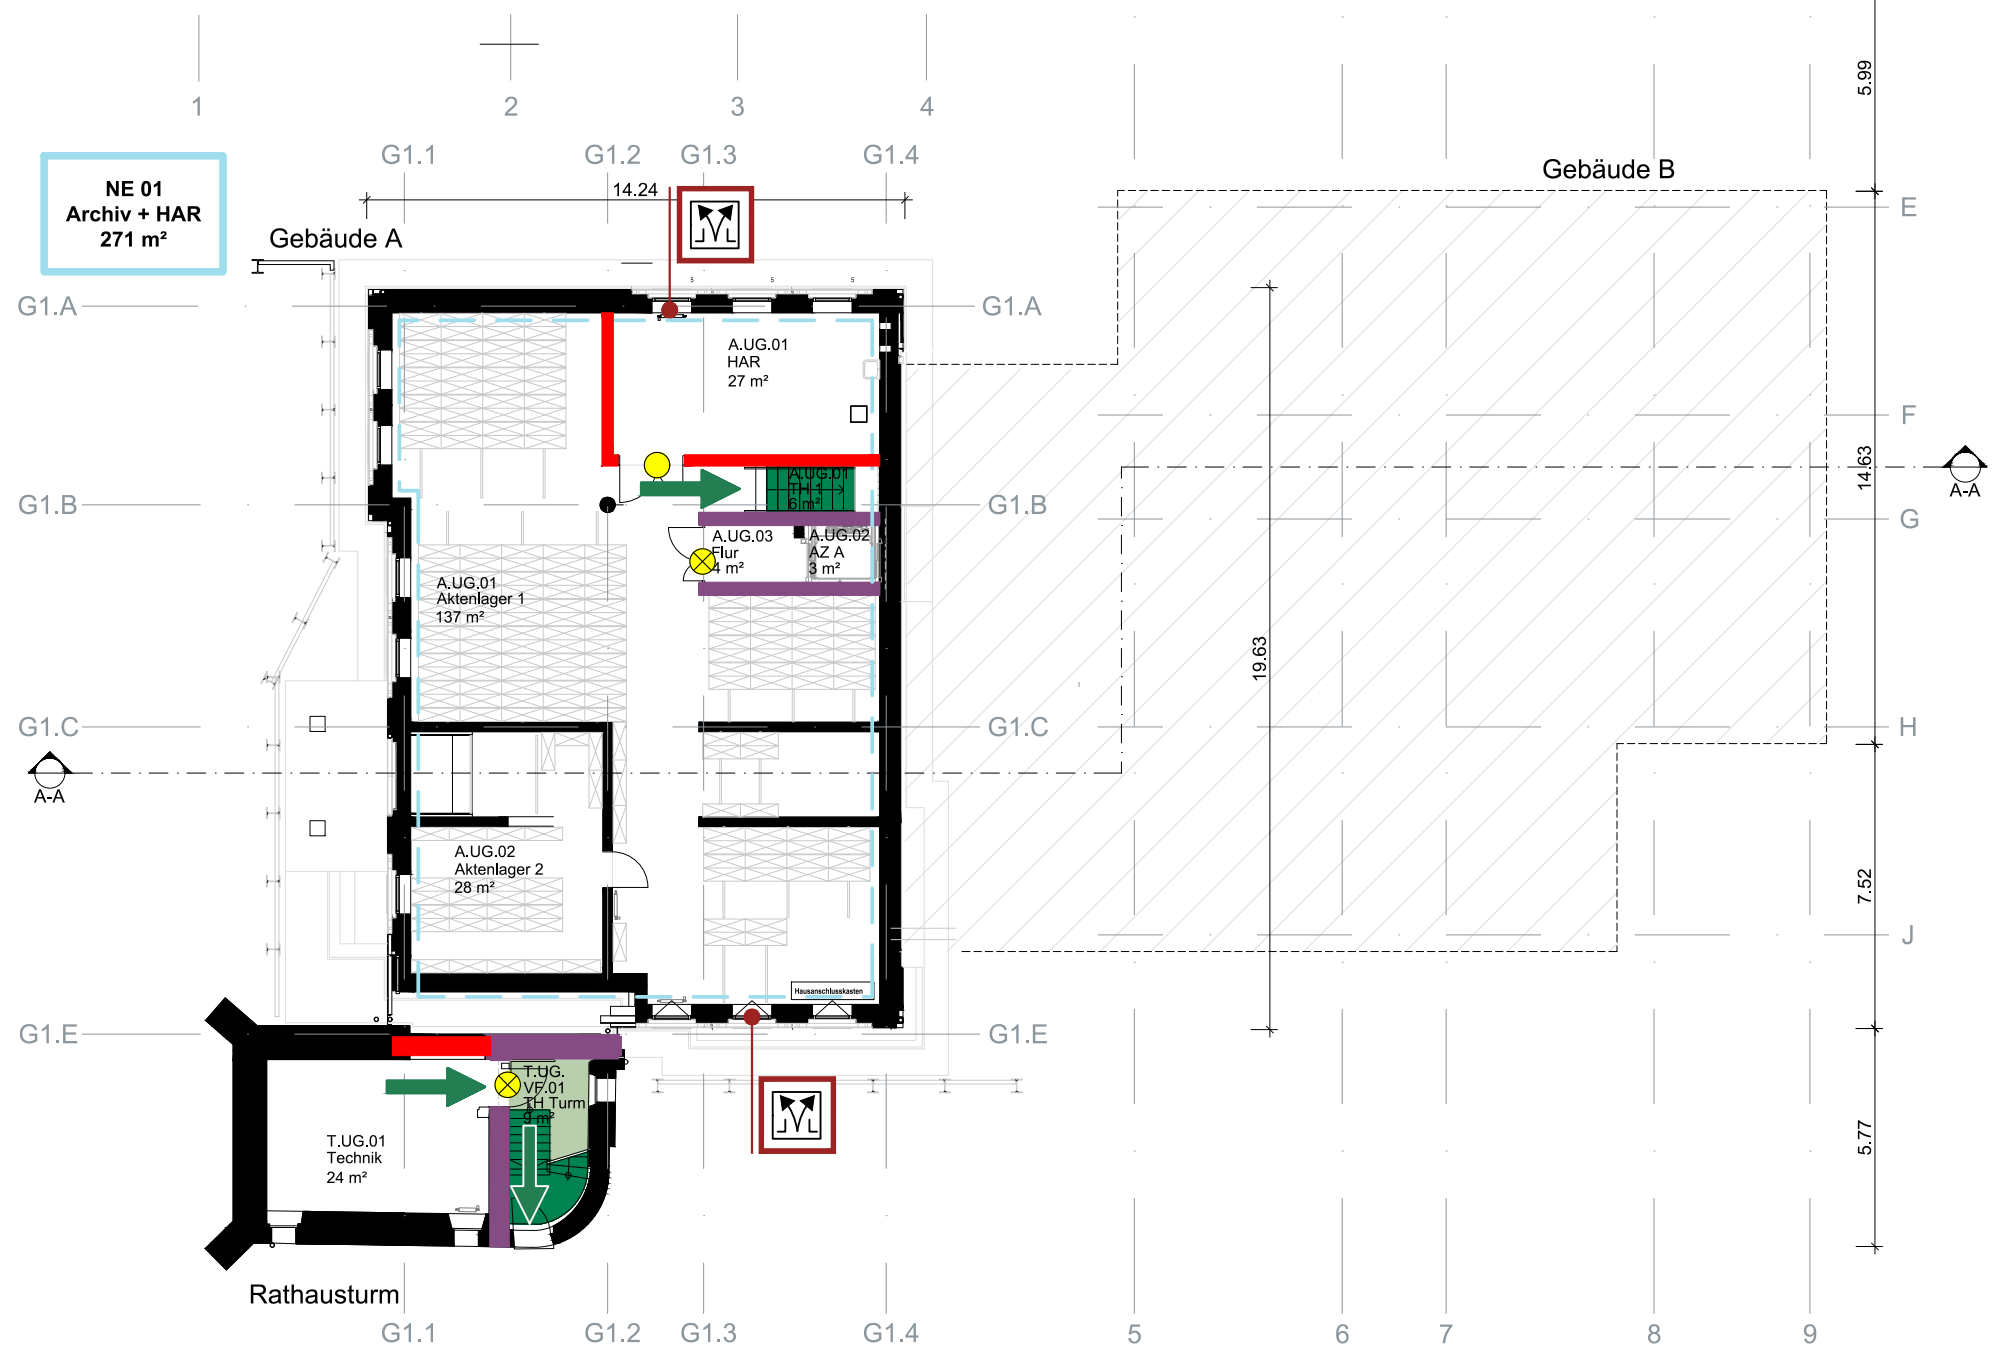 5.99
1
2
3
4
G1.1
G1.2
G1.3
G1.4
NE 01
Archiv + HAR
271 m²
14.24
Gebäude B
E
Gebäude A
5
5
5
G1.A
G1.A
A.UG.01
HAR
27 m²
F
14.63
A-A
A.UG.01
TH 1
6 m²
G1.B
G1.B
G
A.UG.03
Flur
4 m²
A.UG.02
AZ A
3 m²
A.UG.01
Aktenlager 1
137 m²
19.63
G1.C
G1.C
H
A-A
A.UG.02
Aktenlager 2
28 m²
7.52
J
Hausanschlusskasten
G1.E
G1.E
T.UG.
VF.01
TH Turm
9 m²
T.UG.01
Technik
24 m²
5.77
Rathausturm
G1.1
G1.2
G1.3
G1.4
5
6
7
8
9